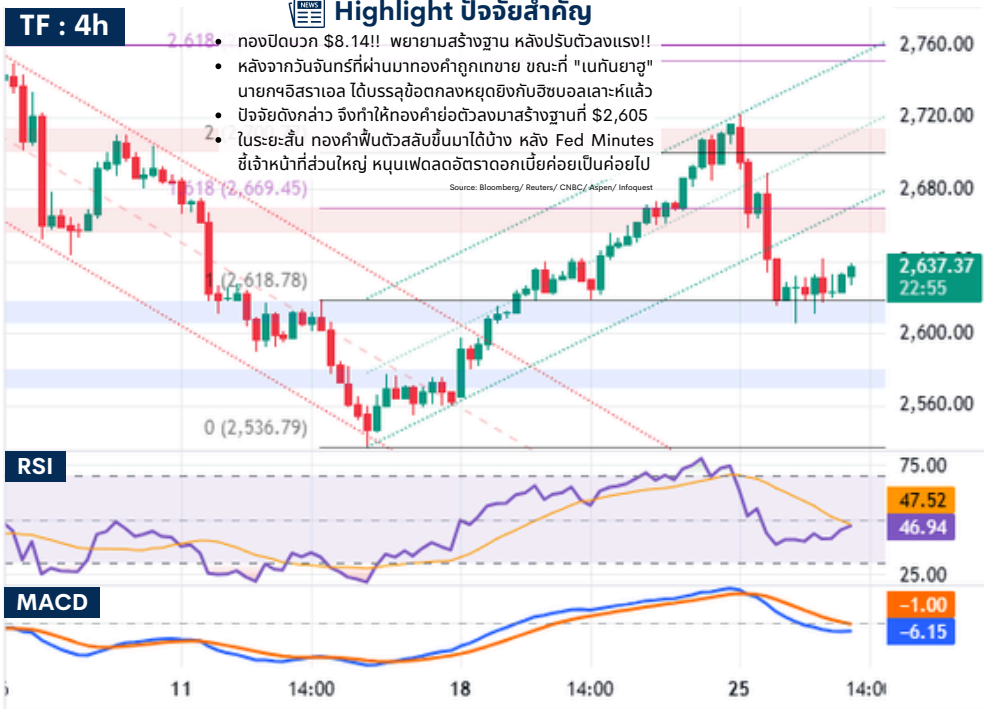 TF : 4h
NEWS
Highlight ปัจจัยสำคัญ
• ทองปิดบวก $8.14!! พยายามสร้างฐาน หลังปรับตัวลงแรง!!
• หลังจากวันจันทร์ที่ผ่านมาทองคำถูกเทขาย ขณะที่ "เนทันยาฮู"
นายกฯอิสราเอล ได้บรรลุข้อตกลงหยุดยิงกับฮิซบอลเลาะห์แล้ว
• ปัจจัยดังกล่าว จึงทำให้ทองคำย่อตัวลงมาสร้างฐานที่ $2,605
• ในระยะสั้น ทองคำฟื้นตัวสลับขึ้นมาได้บ้าง หลัง Fed Minutes
ชี้เจ้าหน้าที่ส่วนใหญ่ หนุนเฟดลดอัตราดอกเบี้ยค่อยเป็นค่อยไป
Source: Bloomberg/ Reuters/ CNBC/ Aspen/ Infoquest
2.618
(2,669.45)
1 (2,618.78)
0 (2,536.79)
2,760.00
2,720.00
2,680.00
2,637.37
22:55
2,600.00
2,560.00
RSI
75.00
47.52
46.94
25.00
MACD
−1.00
−6.15
11
14:00
18
14:00
25